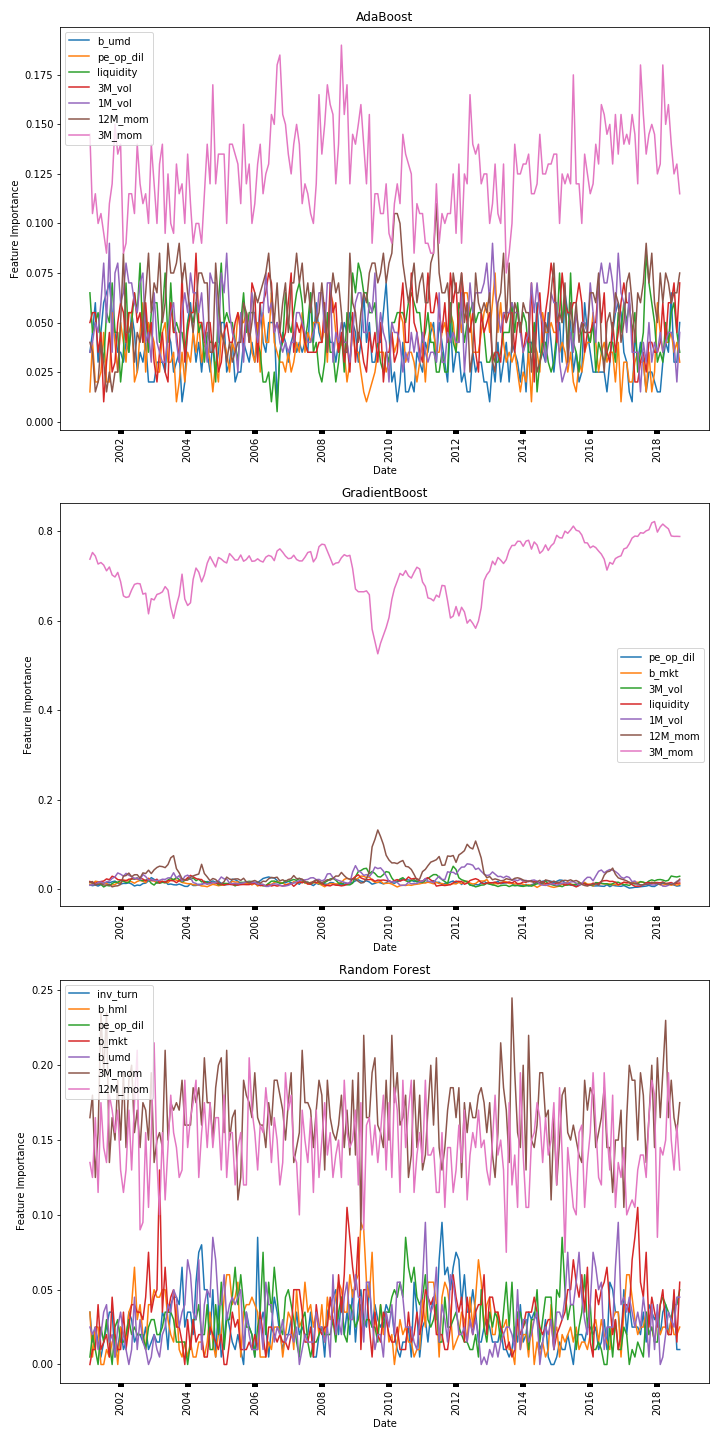 AdaBoost
b_umd
pe_op_dil
liquidity
3M_vol
1M_vol
12M_mom
3M_mom
0.175
0.150
0.125
0.100
0.075
0.050
0.025
0.000
Feature Importance
2002
2004
2006
2008
2010
2012
2014
2016
2018
Date
GradientBoost
pe_op_dil
b_mkt
3M_vol
liquidity
1M_vol
12M_mom
3M_mom
0.8
0.6
0.4
0.2
0.0
Feature Importance
2002
2004
2006
2008
2010
2012
2014
2016
2018
Date
Random Forest
inv_turn
b_hml
pe_op_dil
b_mkt
b_umd
3M_mom
12M_mom
0.25
0.20
0.15
0.10
0.05
0.00
Feature Importance
2002
2004
2006
2008
2010
2012
2014
2016
2018
Date